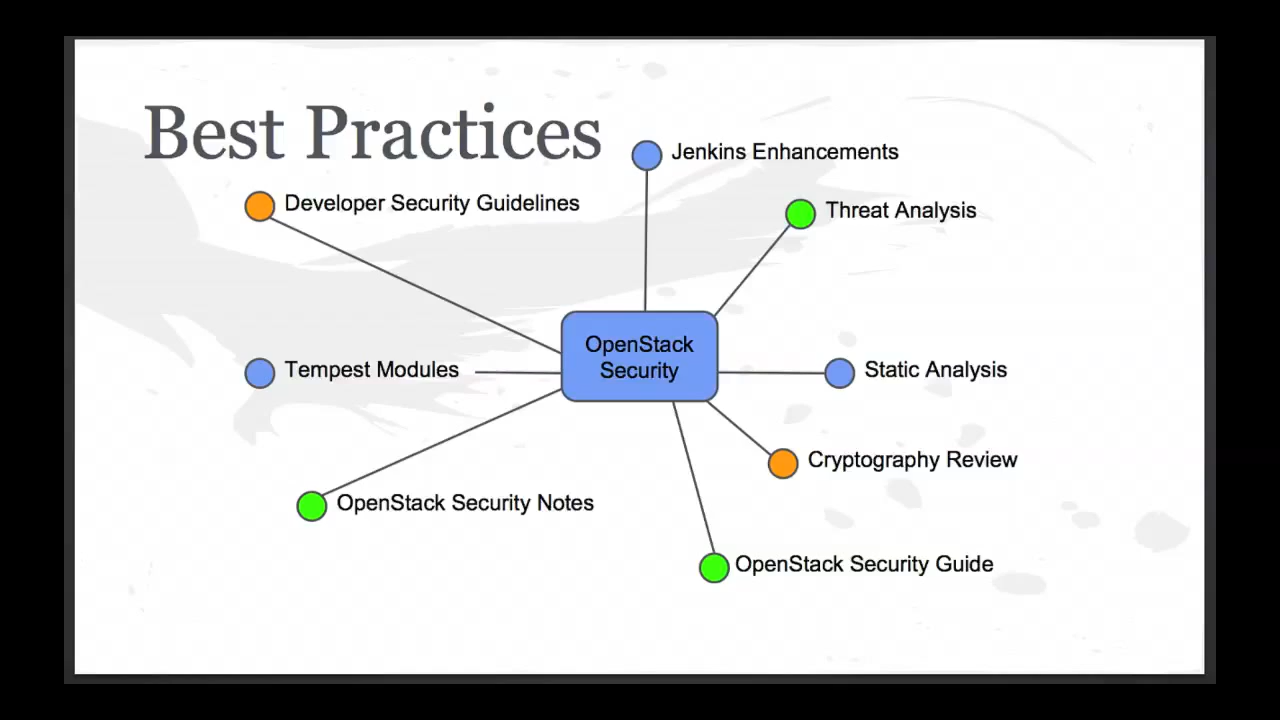 Best Practices
Jenkins Enhancements
Developer Security Guidelines
Threat Analysis
OpenStack
Security
Tempest Modules
Static Analysis
Cryptography Review
OpenStack Security Notes
OpenStack Security Guide